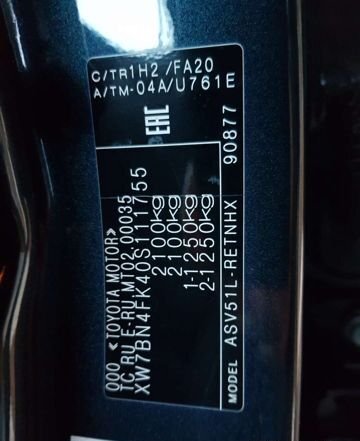 ООО «TOYOTA MOTOR»
TC RU E-RU.MT02.00035
XW7BN4FK40S111755
2100kg
2100kg
1-1250kg
2-1250kg
MODEL ASV51L-RETNHX 90877
EAC
C/TR1H2 /FA20
A/TM-04A/U761E